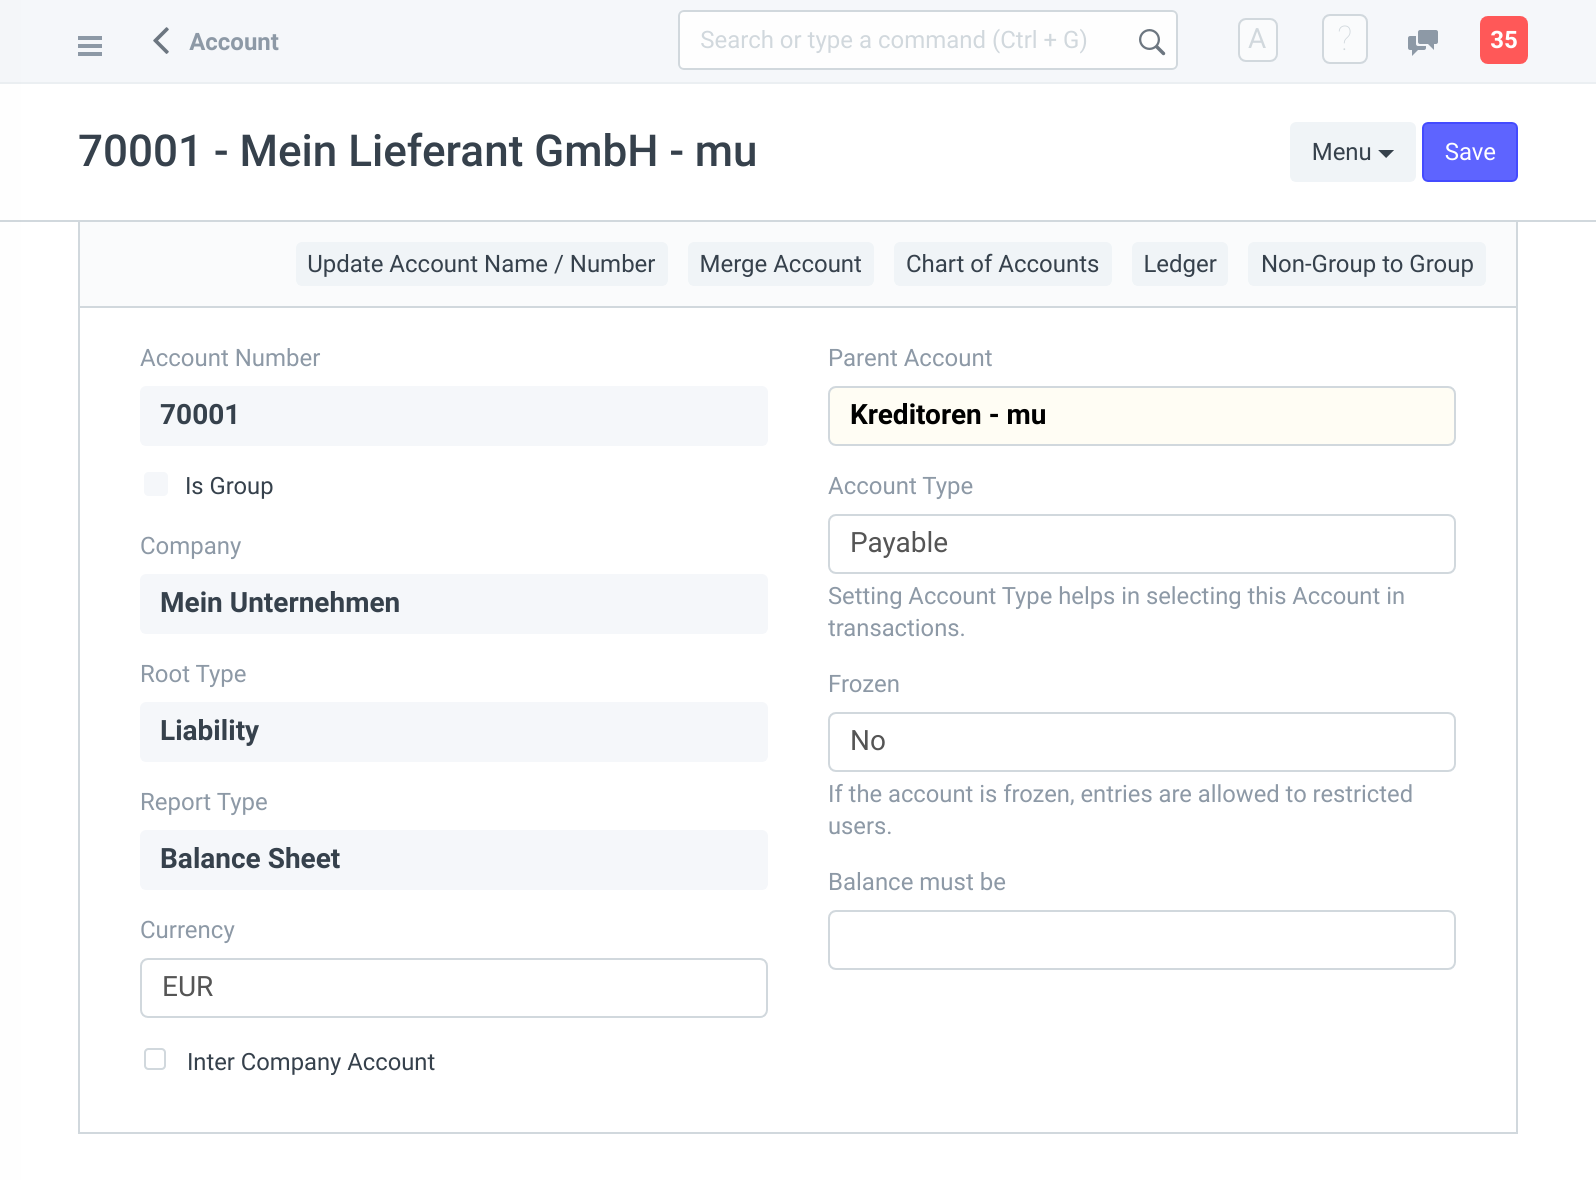 Account
Search or type a command (Ctrl + G)
A
?
35
70001 - Mein Lieferant GmbH - mu
Menu
Save
Update Account Name / Number
Merge Account
Chart of Accounts
Ledger
Non-Group to Group
Account Number
70001
Is Group
Company
Mein Unternehmen
Root Type
Liability
Report Type
Balance Sheet
Currency
EUR
Inter Company Account
Parent Account
Kreditoren - mu
Account Type
Payable
Setting Account Type helps in selecting this Account in
transactions.
Frozen
No
If the account is frozen, entries are allowed to restricted
users.
Balance must be